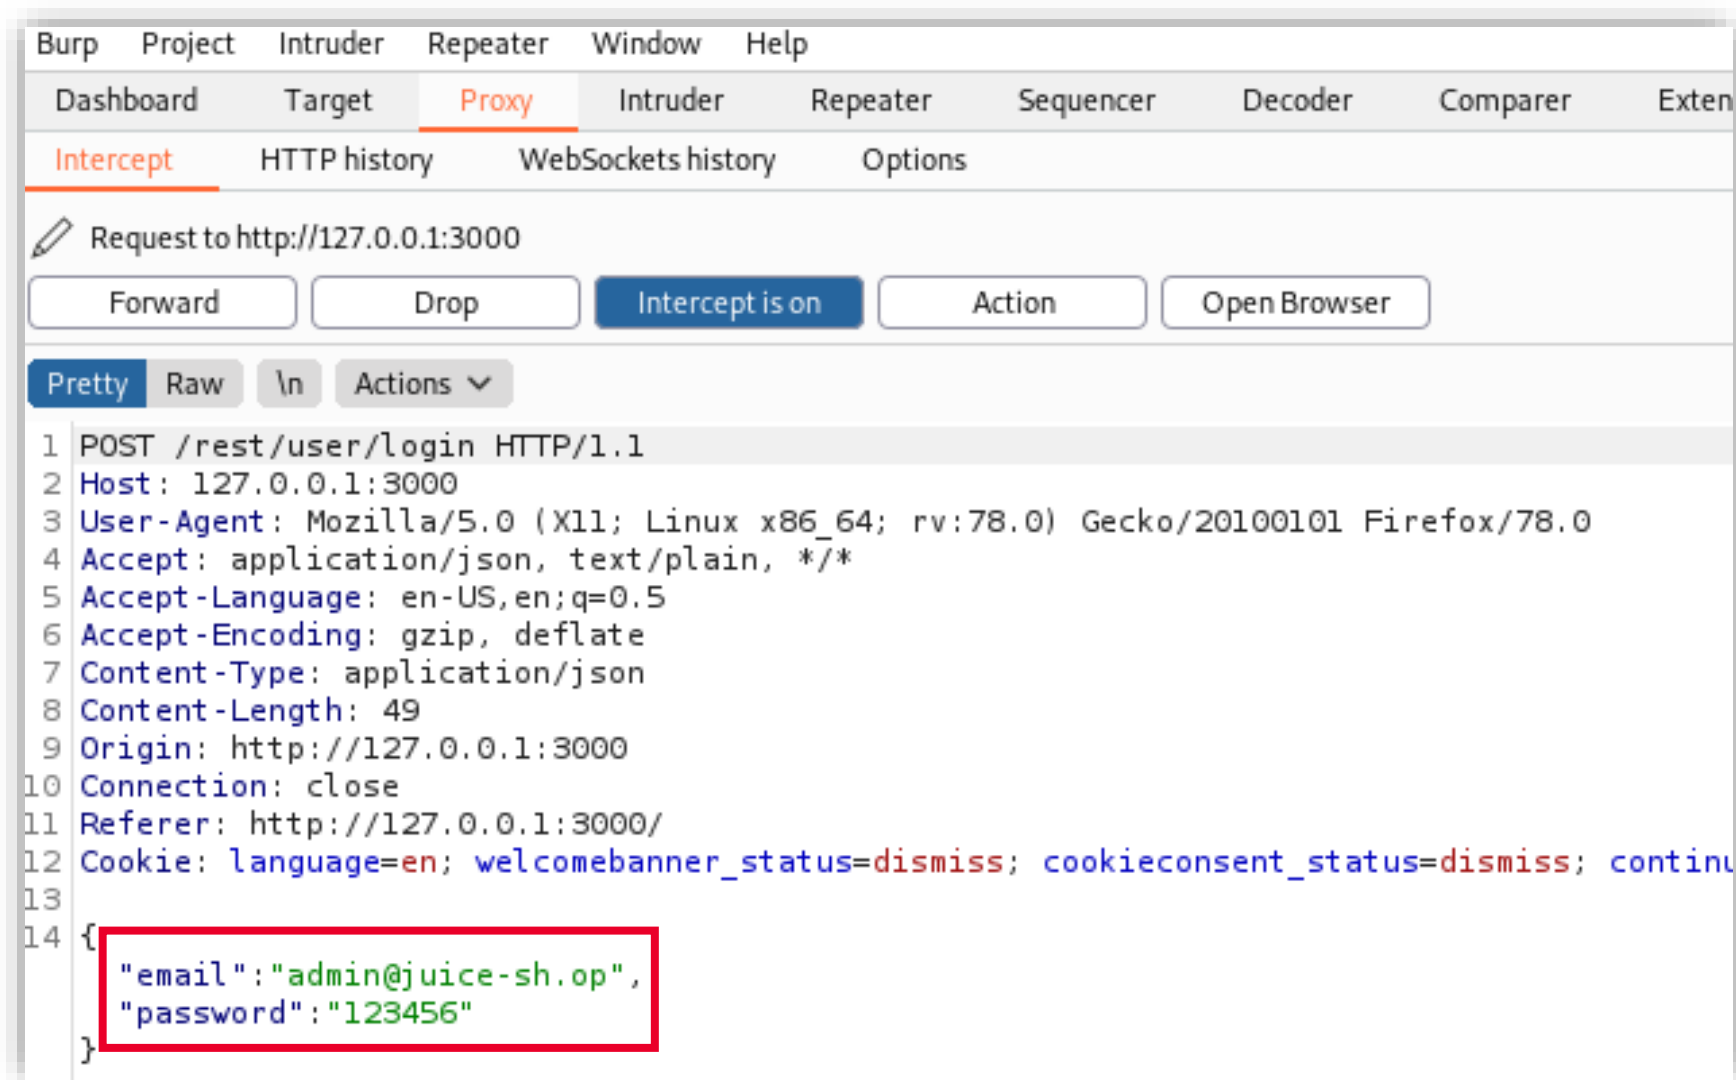 Burp Project Intruder Repeater Window Help
Dashboard Target Proxy Intruder Repeater Sequencer Decoder Comparer Exten
Intercept HTTP history WebSockets history Options
Request to http://127.0.0.1:3000
Forward Drop Intercept is on Action Open Browser
Pretty Raw \n Actions
1 POST /rest/user/login HTTP/1.1
2 Host: 127.0.0.1:3000
3 User-Agent: Mozilla/5.0 (X11; Linux x86_64; rv:78.0) Gecko/20100101 Firefox/78.0
4 Accept: application/json, text/plain, */*
5 Accept-Language: en-US,en;q=0.5
6 Accept-Encoding: gzip, deflate
7 Content-Type: application/json
8 Content-Length: 49
9 Origin: http://127.0.0.1:3000
10 Connection: close
11 Referer: http://127.0.0.1:3000/
12 Cookie: language=en; welcomebanner_status=dismiss; cookieconsent_status=dismiss; continu
13
14 {
"email":"admin@juice-sh.op",
"password":"123456"
}